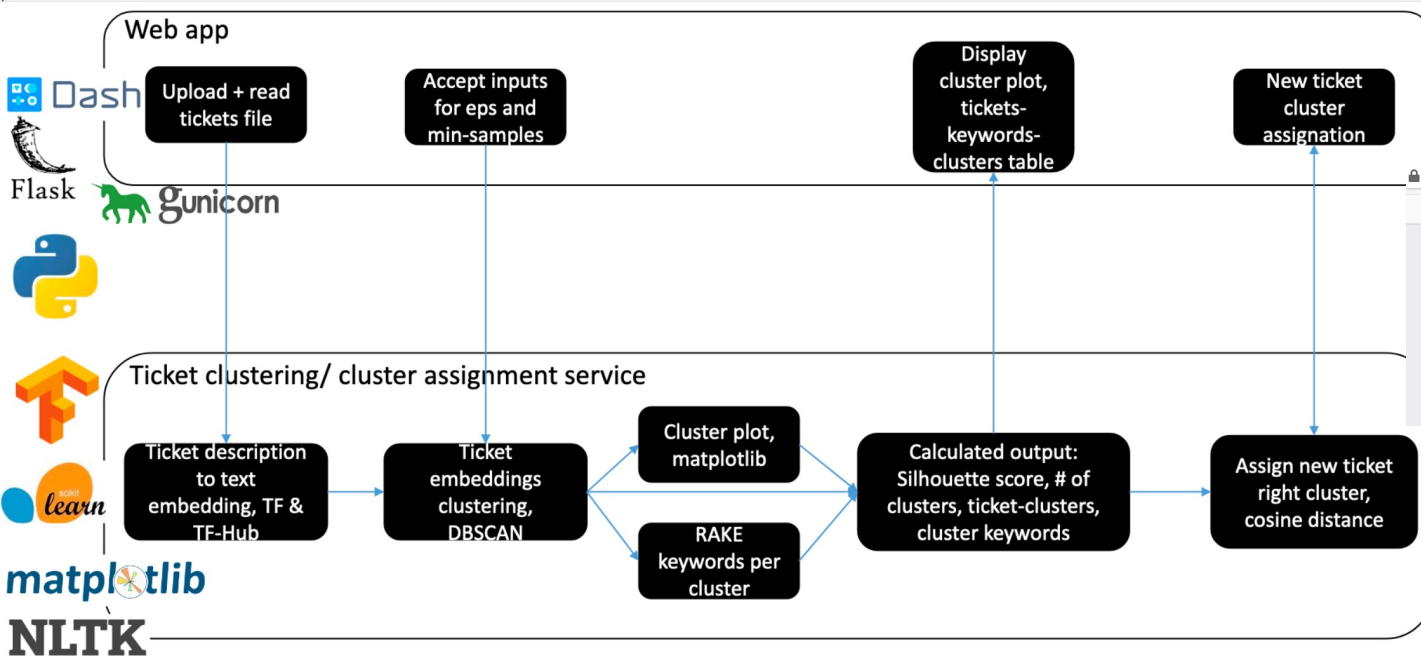 Web app
Dash
Flask
gunicorn
Upload + read
tickets file
Accept inputs
for eps and
min-samples
Display
cluster plot,
tickets-
keywords-
clusters table
New ticket
cluster
assignation
Ticket clustering/ cluster assignment service
scikit
learn
matplotlib
NLTK
Ticket description
to text
embedding, TF &
TF-Hub
Ticket
embeddings
clustering,
DBSCAN
Cluster plot,
matplotlib
RAKE
keywords per
cluster
Calculated output:
Silhouette score, # of
clusters, ticket-clusters,
cluster keywords
Assign new ticket
right cluster,
cosine distance